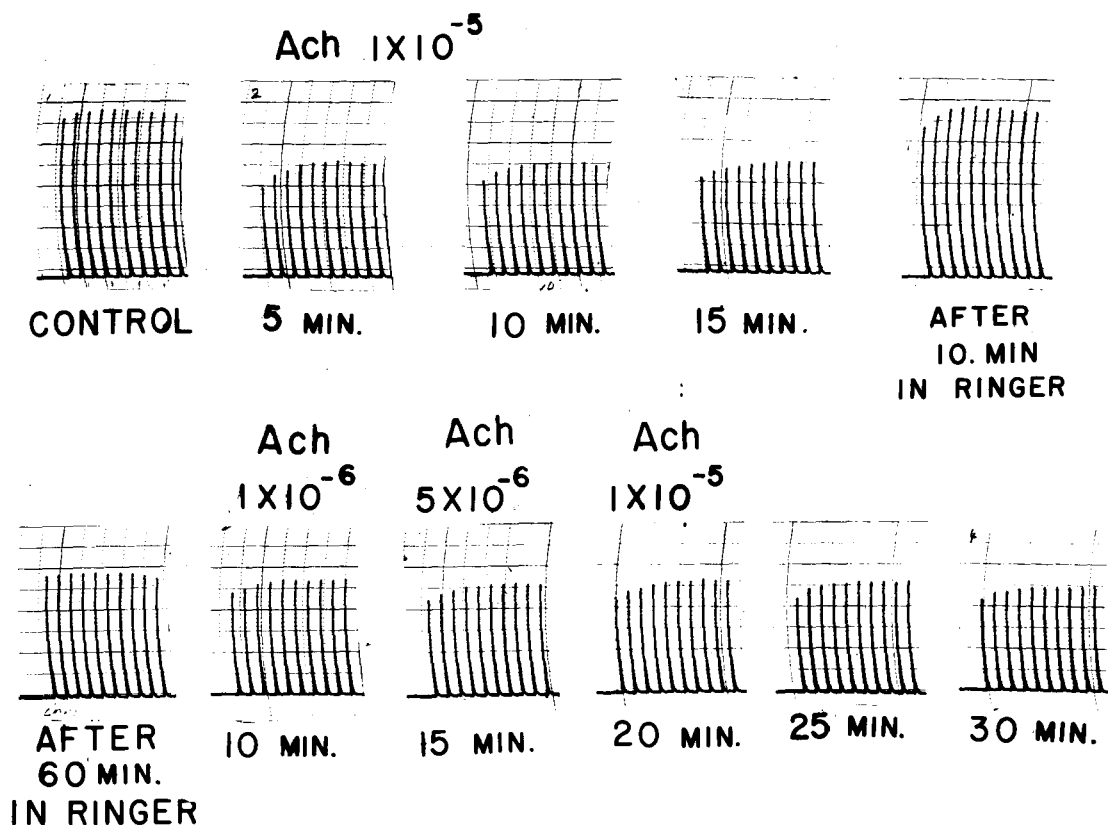 Ach 1X10⁻⁵
2
CONTROL
5 MIN.
10 MIN.
15 MIN.
AFTER
10. MIN
IN RINGER
Ach
1X10⁻⁶
Ach
5X10⁻⁶
Ach
1X10⁻⁵
AFTER
60 MIN.
IN RINGER
10 MIN.
15 MIN.
20 MIN.
25 MIN.
30 MIN.